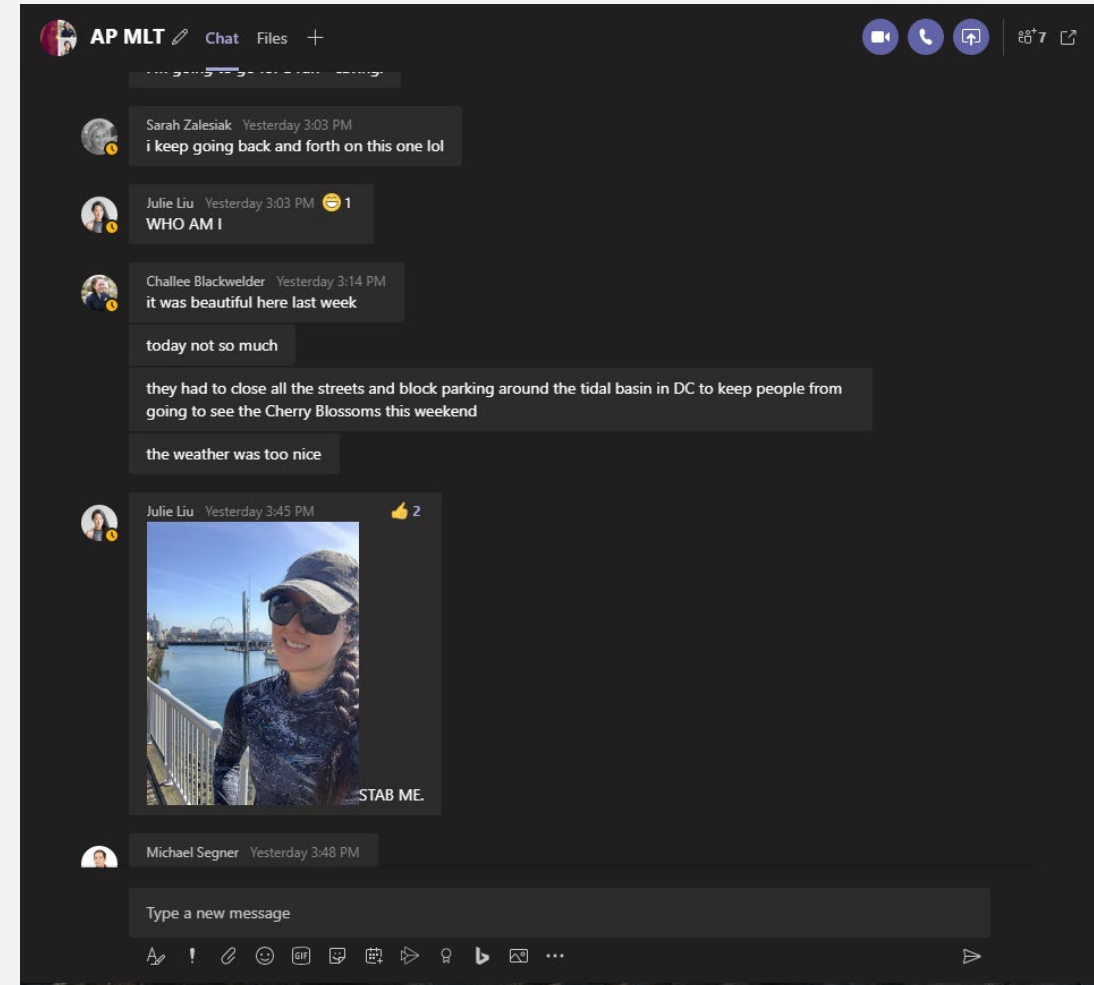 AP MLT Chat Files
7
Sarah Zalesiak Yesterday 3:03 PM
i keep going back and forth on this one lol
Julie Liu Yesterday 3:03 PM 1
WHO AM I
Challee Blackwelder Yesterday 3:14 PM
it was beautiful here last week
today not so much
they had to close all the streets and block parking around the tidal basin in DC to keep people from
going to see the Cherry Blossoms this weekend
the weather was too nice
Julie Liu Yesterday 3:45 PM 2
STAB ME.
Michael Segner Yesterday 3:48 PM
Type a new message
GIF